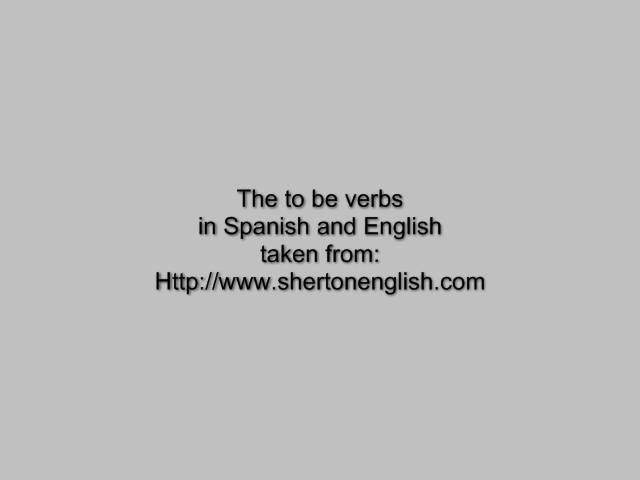 The to be verbs
in Spanish and English
taken from:
Http://www.shertonenglish.com